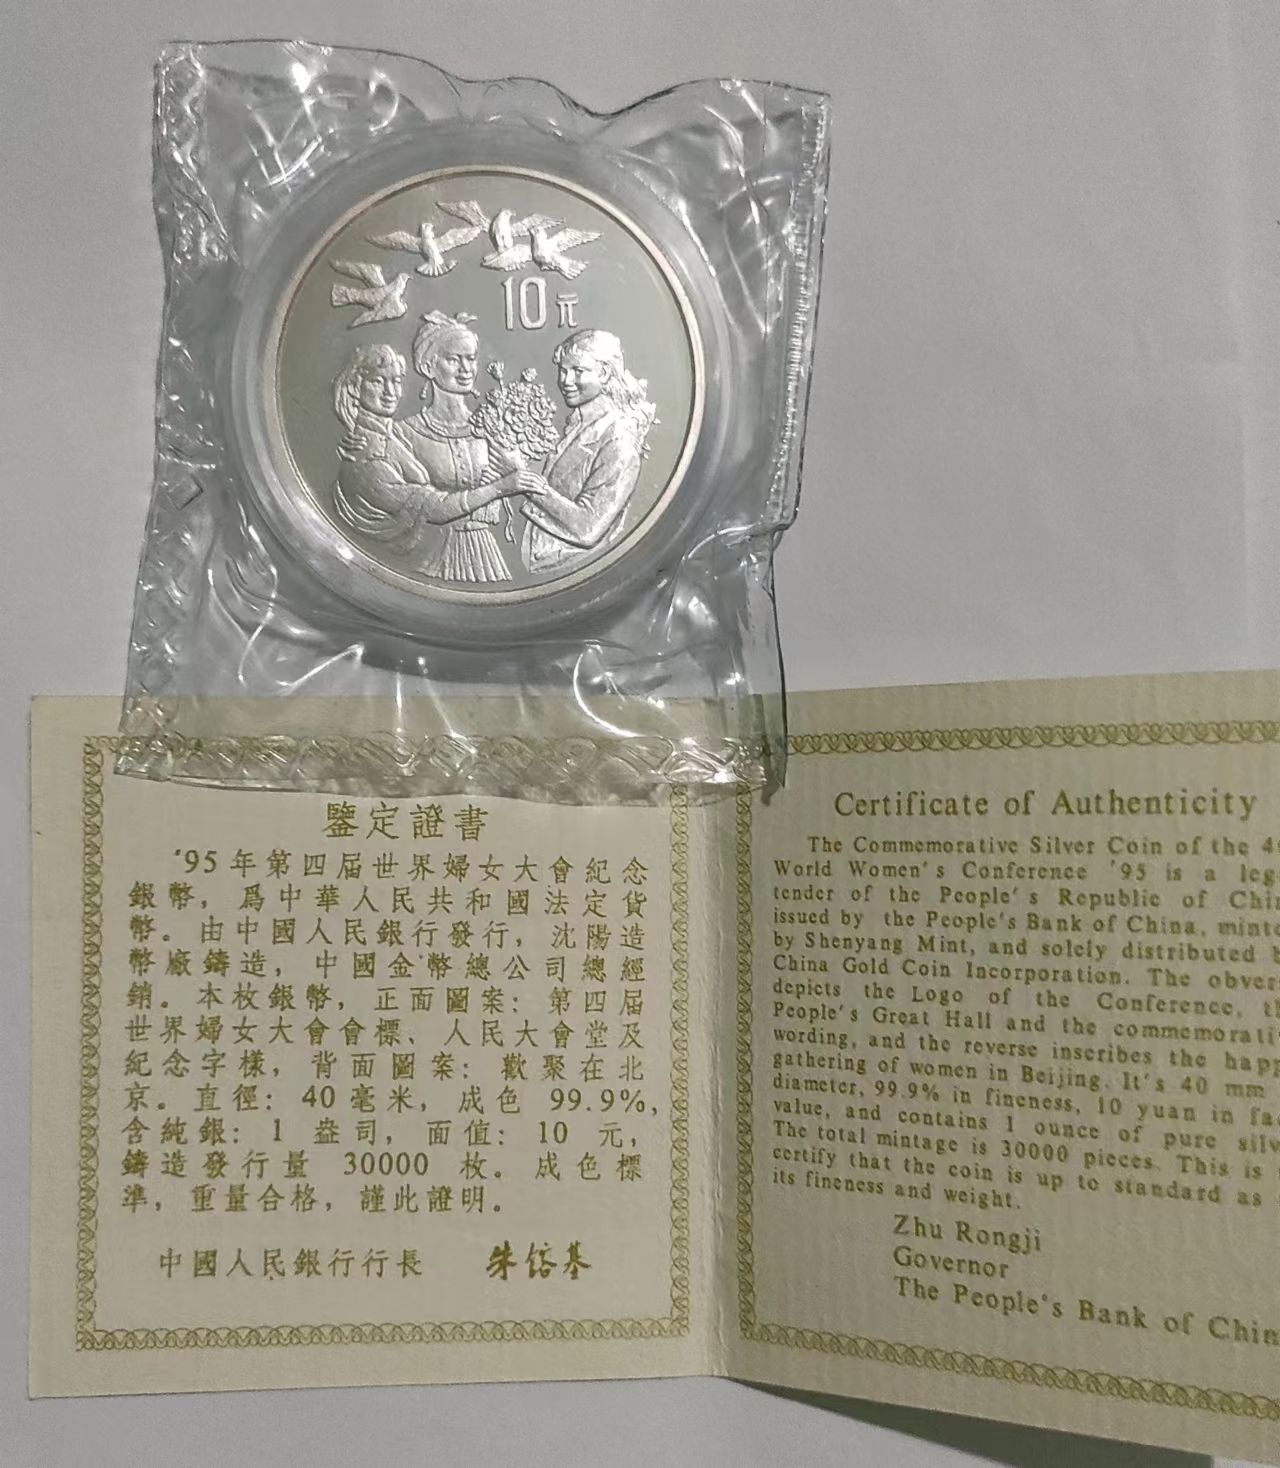 10元
鑒定證書
'95年第四届世界婦女大會紀念
銀幣，爲中華人民共和國法定貨
幣。由中國人民銀行發行，沈陽造
幣廠鑄造，中國金幣總公司總經
銷。本枚銀幣，正面圖案：第四届
世界婦女大會會標、人民大會堂及
紀念字樣，背面圖案：歡聚在北
京。直徑：40毫米，成色 99.9%，
含純銀：1 盎司，面值：10 元，
鑄造發行量 30000 枚。成色標
準，重量合格，謹此證明。
中國人民銀行行長 朱镕基
Certificate of Authenticity
The Commemorative Silver Coin of the
World Women's Conference '95 is a
tender of the People's Republic of
issued by the People's Bank of China,
by Shenyang Mint, and solely distributed
China Gold Coin Incorporation. The
depicts the Logo of the Conference,
People's Great Hall and the
wording, and the reverse inscribes the
gathering of women in Beijing. It's 40 mm
diameter, 99.9% in fineness, 10 yuan in
value, and contains 1 ounce of pure
The total mintage is 30000 pieces. This is
certify that the coin is up to standard as
its fineness and weight.
Zhu Rongji
Governor
The People's Bank of